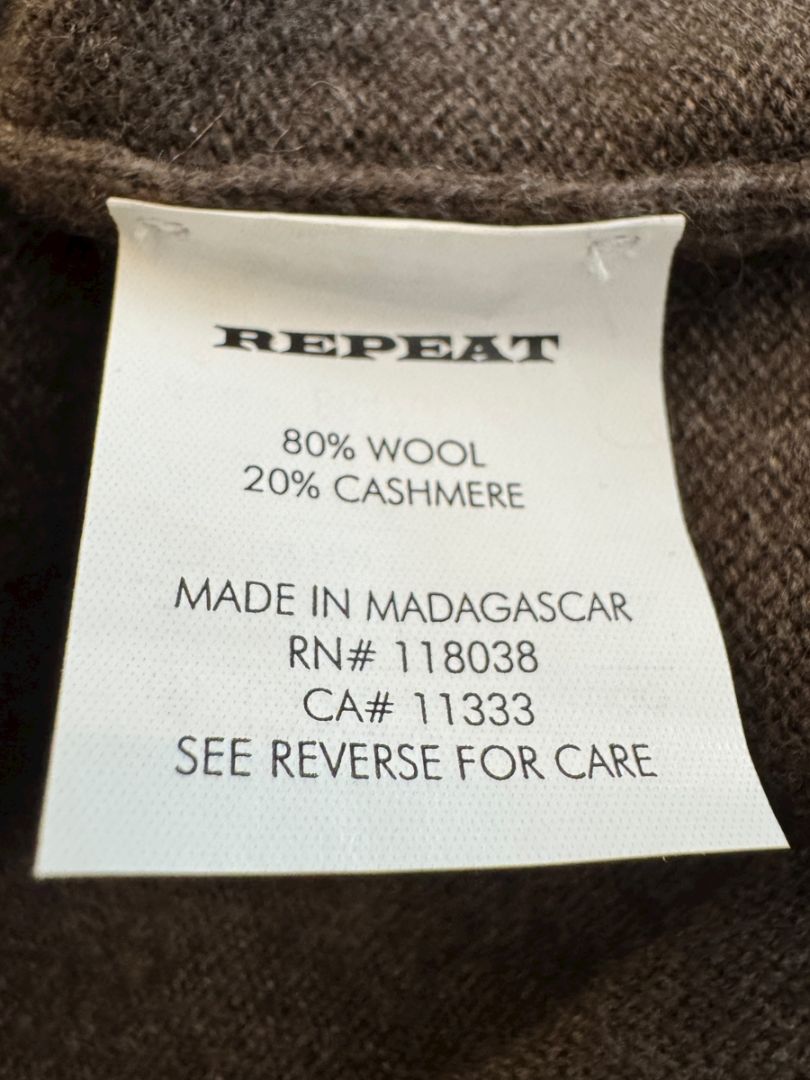 REPEAT
80% WOOL
20% CASHMERE
MADE IN MADAGASCAR
RN# 118038
CA# 11333
SEE REVERSE FOR CARE